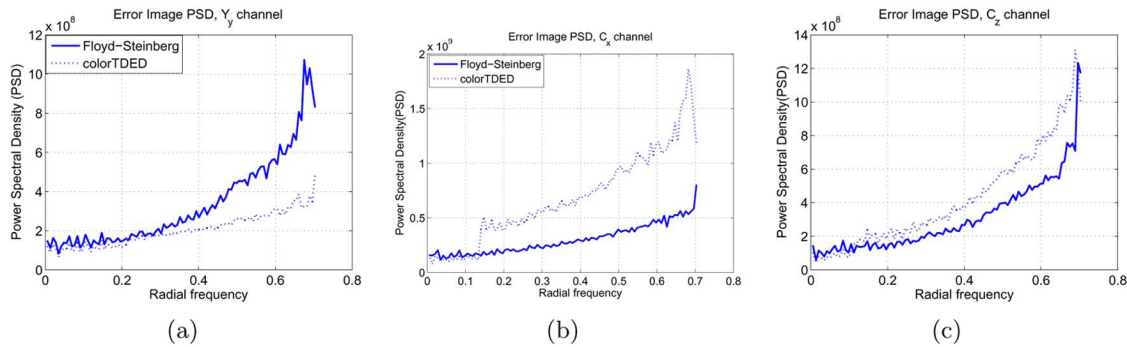 Error Image PSD, Y_y channel
x 10^8
12
10
8
6
4
2
0
Power Spectral Density (PSD)
Floyd-Steinberg
colorTDED
0 0.2 0.4 0.6 0.8
Radial frequency
(a)
Error Image PSD, C_x channel
x 10^9
2
1.5
1
0.5
0
Power Spectral Density(PSD)
Floyd-Steinberg
colorTDED
0 0.1 0.2 0.3 0.4 0.5 0.6 0.7 0.8
Radial frequency
(b)
Error Image PSD, C_z channel
x 10^8
14
12
10
8
6
4
2
0
Power Spectral Density(PSD)
Floyd-Steinberg
colorTDED
0 0.2 0.4 0.6 0.8
Radial frequency
(c)